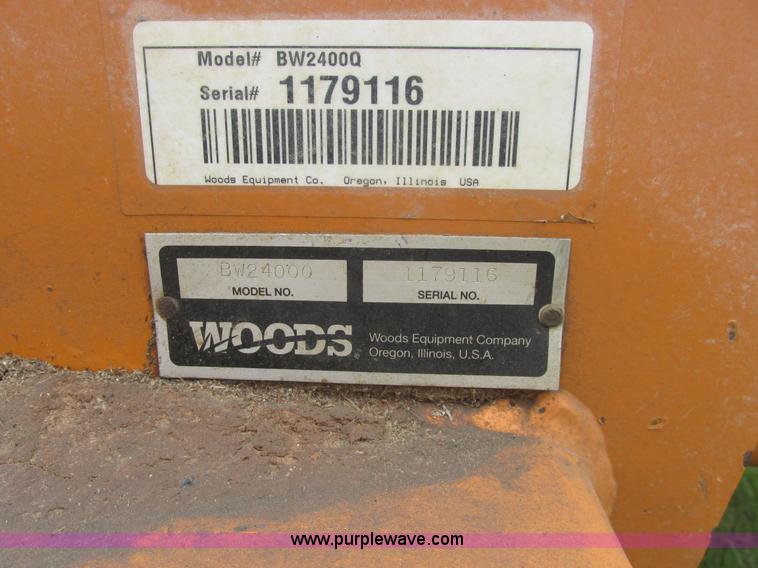 Model# BW2400Q
Serial# 1179116
Woods Equipment Co. Oregon, Illinois USA
BW2400Q 1179116
MODEL NO. SERIAL NO.
WOODS
Woods Equipment Company
Oregon, Illinois, U.S.A.
www.purplewave.com